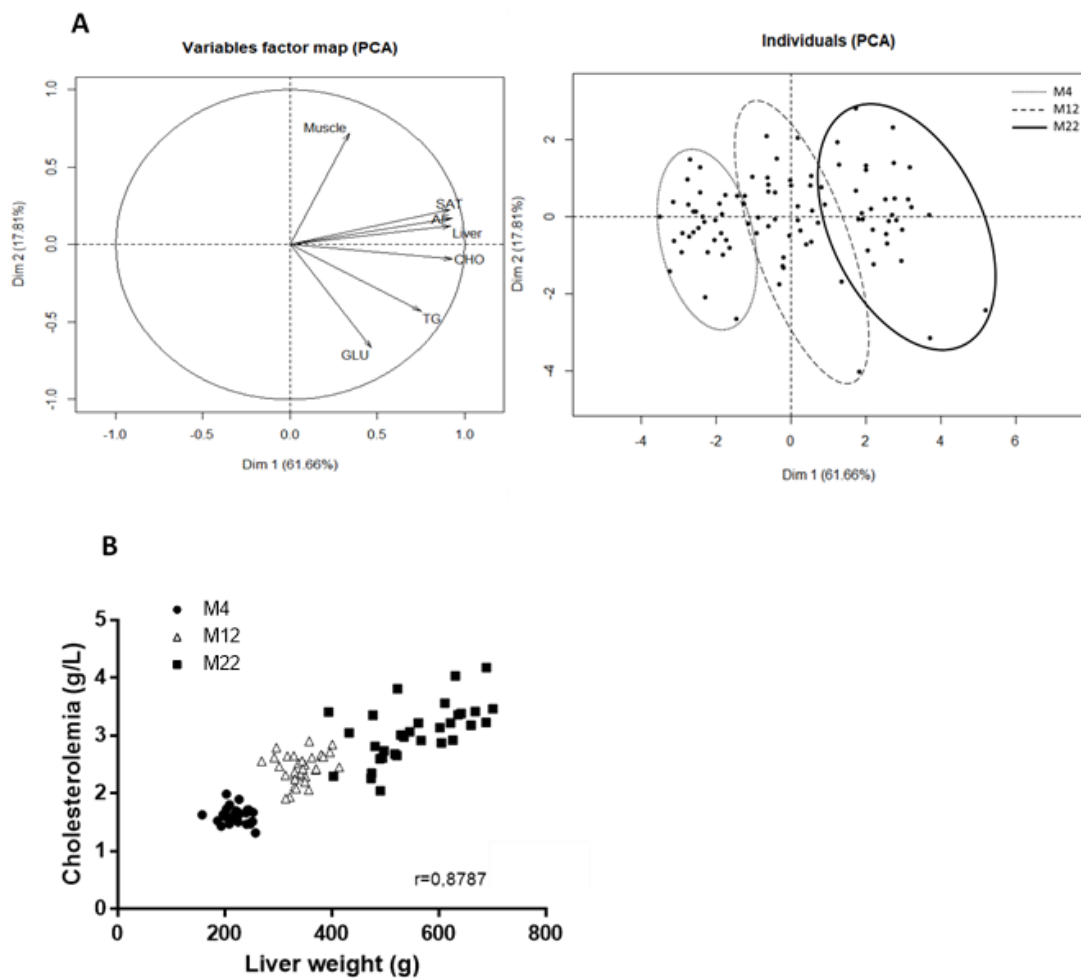 A
Variables factor map (PCA)
1.0
0.5
0.0
-0.5
-1.0
Dim 2 (17.81%)
Muscle
SAT
AF
Liver
CHO
TG
GLU
-1.0 -0.5 0.0 0.5 1.0
Dim 1 (61.66%)
Individuals (PCA)
M4
M12
M22
2
0
-2
-4
Dim 2 (17.81%)
-4 -2 0 2 4 6
Dim 1 (61.66%)
B
M4
M12
M22
5
4
3
2
1
0
Cholesterolemia (g/L)
r=0,8787
0 200 400 600 800
Liver weight (g)